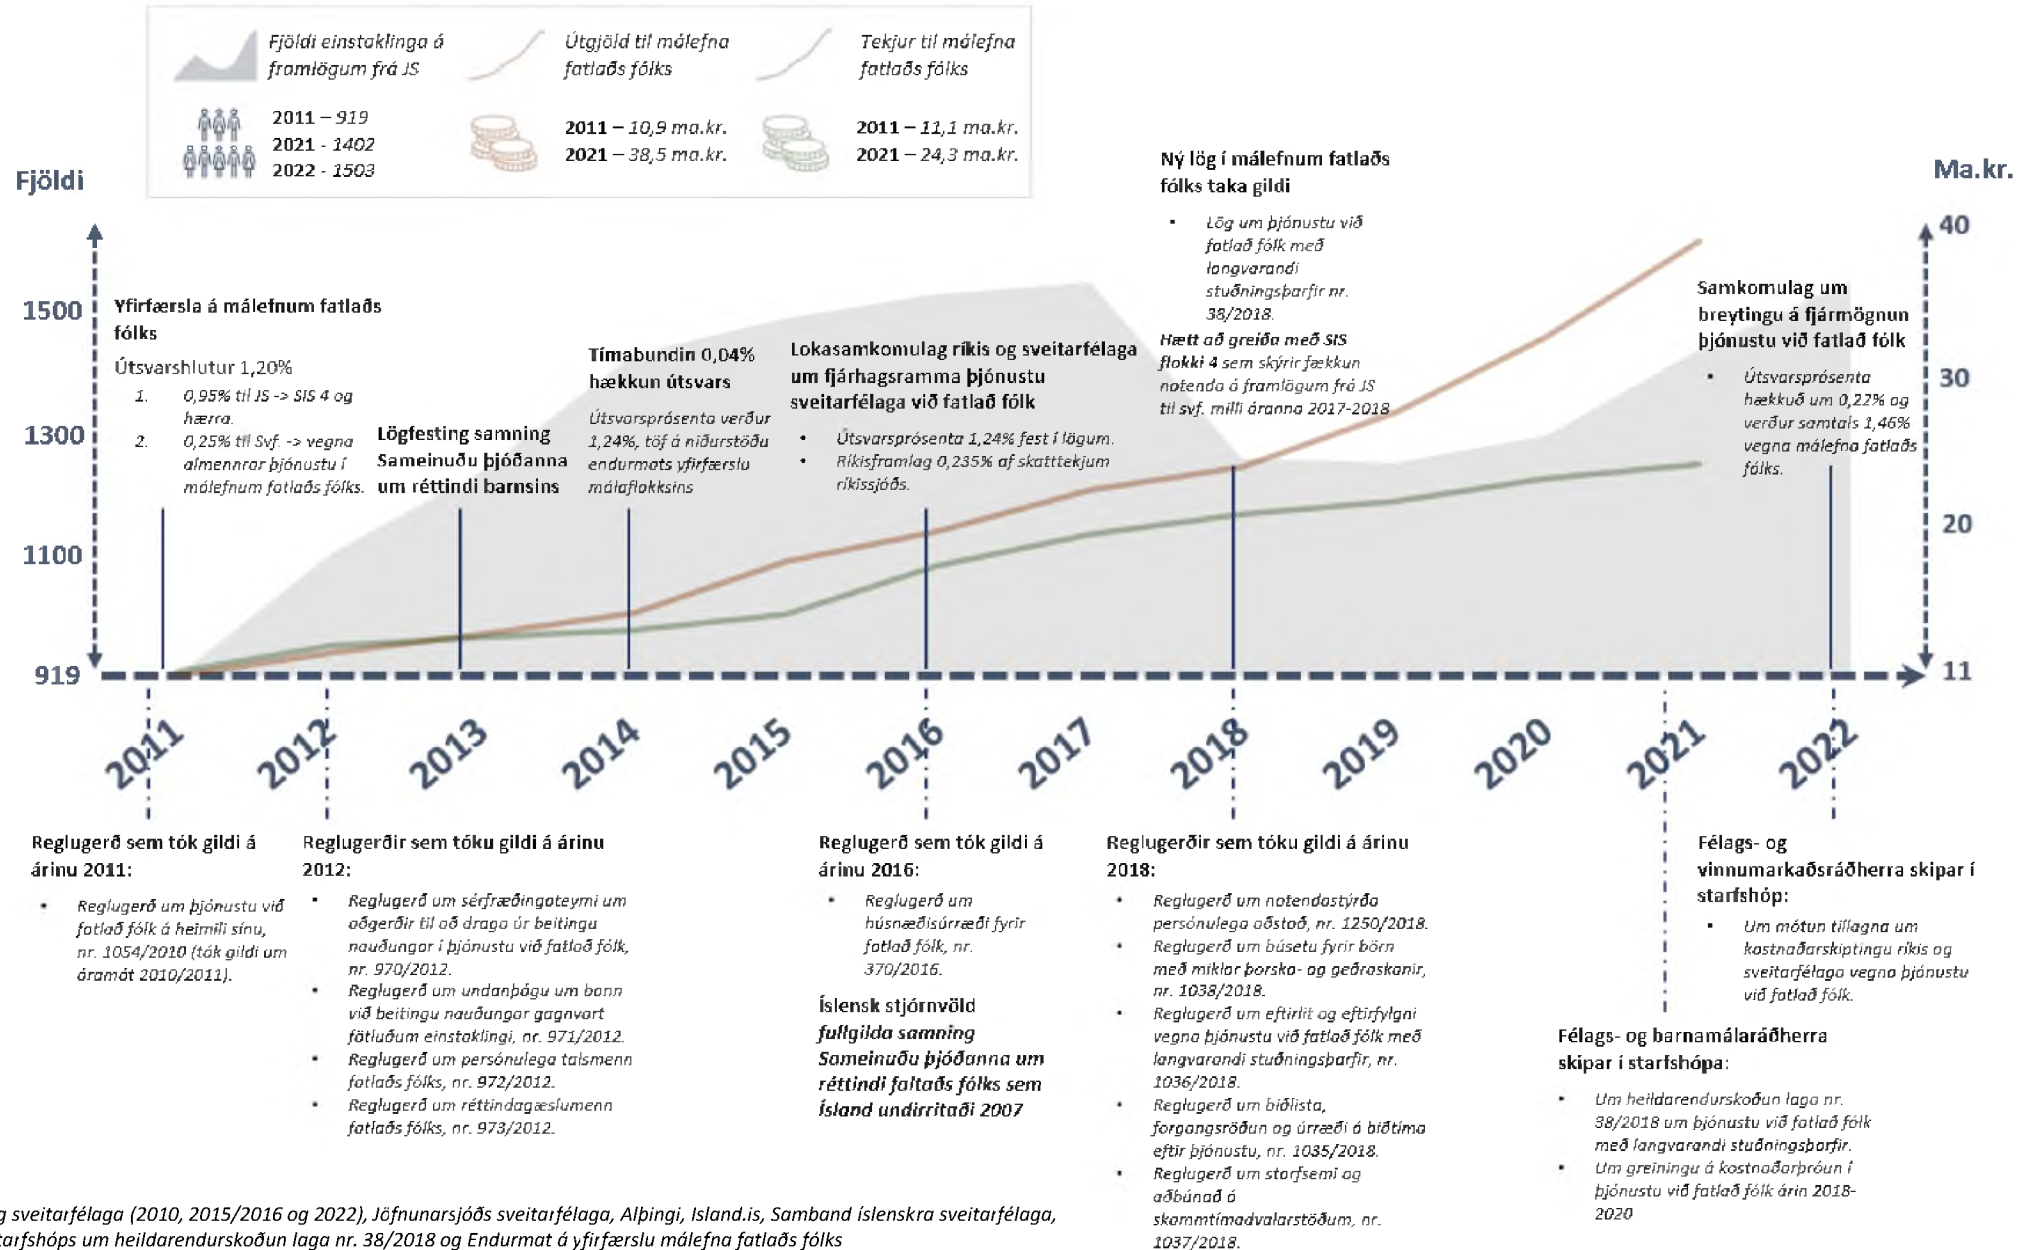 Fjöldi einstaklinga á
framlögum frá JS
2011 – 919
2021 - 1402
2022 - 1503
Útgjöld til málefna
fatlaðs fólks
2011 – 10,9 ma.kr.
2021 – 38,5 ma.kr.
Tekjur til málefna
fatlaðs fólks
2011 – 11,1 ma.kr.
2021 – 24,3 ma.kr.
Fjöldi
1500
1300
1100
919
Ma.kr.
40
30
20
11
Yfirfærsla á málefnum fatlaðs
fólks
Útsvarshlutur 1,20%
1. 0,95% til JS -> SIS 4 og
hærra.
2. 0,25% til Svf. -> vegna
almennrar þjónustu í
málefnum fatlaðs fólks.
Lögfesting samning
Sameinuðu þjóðanna
um réttindi barnsins
Tímabundin 0,04%
hækkun útsvars
Útsvarsprósenta verður
1,24%, töf á niðurstöðu
endurmats yfirfærslu
málaflokksins
Lokasamkomulag ríkis og sveitarfélaga
um fjárhagsramma þjónustu
sveitarfélaga við fatlað fólk
• Útsvarsprósenta 1,24% fest í lögum.
• Ríkisframlag 0,235% af skatttekjum
ríkissjóðs.
Ný lög í málefnum fatlaðs
fólks taka gildi
• Lög um þjónustu við
fatlað fólk með
langvarandi
stuðningsþarfir nr.
38/2018.
Hætt að greiða með SIS
flokki 4 sem skýrir fækkun
notenda á framlögum frá JS
til svf. milli áranna 2017-2018
Samkomulag um
breytingu á fjármögnun
þjónustu við fatlað fólk
• Útsvarsprósenta
hækkuð um 0,22% og
verður samtals 1,46%
vegna málefna fatlaðs
fólks.
2011
2012
2013
2014
2015
2016
2017
2018
2019
2020
2021
2022
Reglugerð sem tók gildi á
árinu 2011:
• Reglugerð um þjónustu við
fatlað fólk á heimili sínu,
nr. 1054/2010 (tók gildi um
áramót 2010/2011).
Reglugerðir sem tóku gildi á árinu
2012:
• Reglugerð um sérfræðingateymi um
aðgerðir til að draga úr beitingu
nauðungar í þjónustu við fatlað fólk,
nr. 970/2012.
• Reglugerð um undanþágu um bann
við beitingu nauðungar gagnvart
fötluðum einstaklingi, nr. 971/2012.
• Reglugerð um persónulega talsmenn
fatlaðs fólks, nr. 972/2012.
• Reglugerð um réttindagæslumenn
fatlaðs fólks, nr. 973/2012.
Reglugerð sem tók gildi á
árinu 2016:
• Reglugerð um
húsnæðisúrræði fyrir
fatlað fólk, nr.
370/2016.
Íslensk stjórnvöld
fullgilda samning
Sameinuðu þjóðanna um
réttindi faltaðs fólks sem
Ísland undirritaði 2007
Reglugerðir sem tóku gildi á árinu
2018:
• Reglugerð um notendastýrða
persónulega aðstoð, nr. 1250/2018.
• Reglugerð um búsetu fyrir börn
með miklar þroska- og geðraskanir,
nr. 1038/2018.
• Reglugerð um eftirlit og eftirfylgni
vegna þjónustu við fatlað fólk með
langvarandi stuðningsþarfir, nr.
1036/2018.
• Reglugerð um biðlista,
forgangsröðun og úrræði á biðtíma
eftir þjónustu, nr. 1035/2018.
• Reglugerð um starfsemi og
aðbúnað á
skammtímadvalarstöðum, nr.
1037/2018.
Félags- og
vinnumarkaðsráðherra skipar í
starfshóp:
• Um mótun tillagna um
kostnaðarskiptingu ríkis og
sveitarfélaga vegna þjónustu
við fatlað fólk.
Félags- og barnamálaráðherra
skipar í starfshópa:
• Um heildarendurskoðun laga nr.
38/2018 um þjónustu við fatlað fólk
með langvarandi stuðningsþarfir.
• Um greiningu á kostnaðarþróun í
þjónustu við fatlað fólk árin 2018-
2020
g sveitarfélaga (2010, 2015/2016 og 2022), Jöfnunarsjóðs sveitarfélaga, Alþingi, Island.is, Samband íslenskra sveitarfélaga,
tarfshóps um heildarendurskoðun laga nr. 38/2018 og Endurmat á yfirfærslu málefna fatlaðs fólks